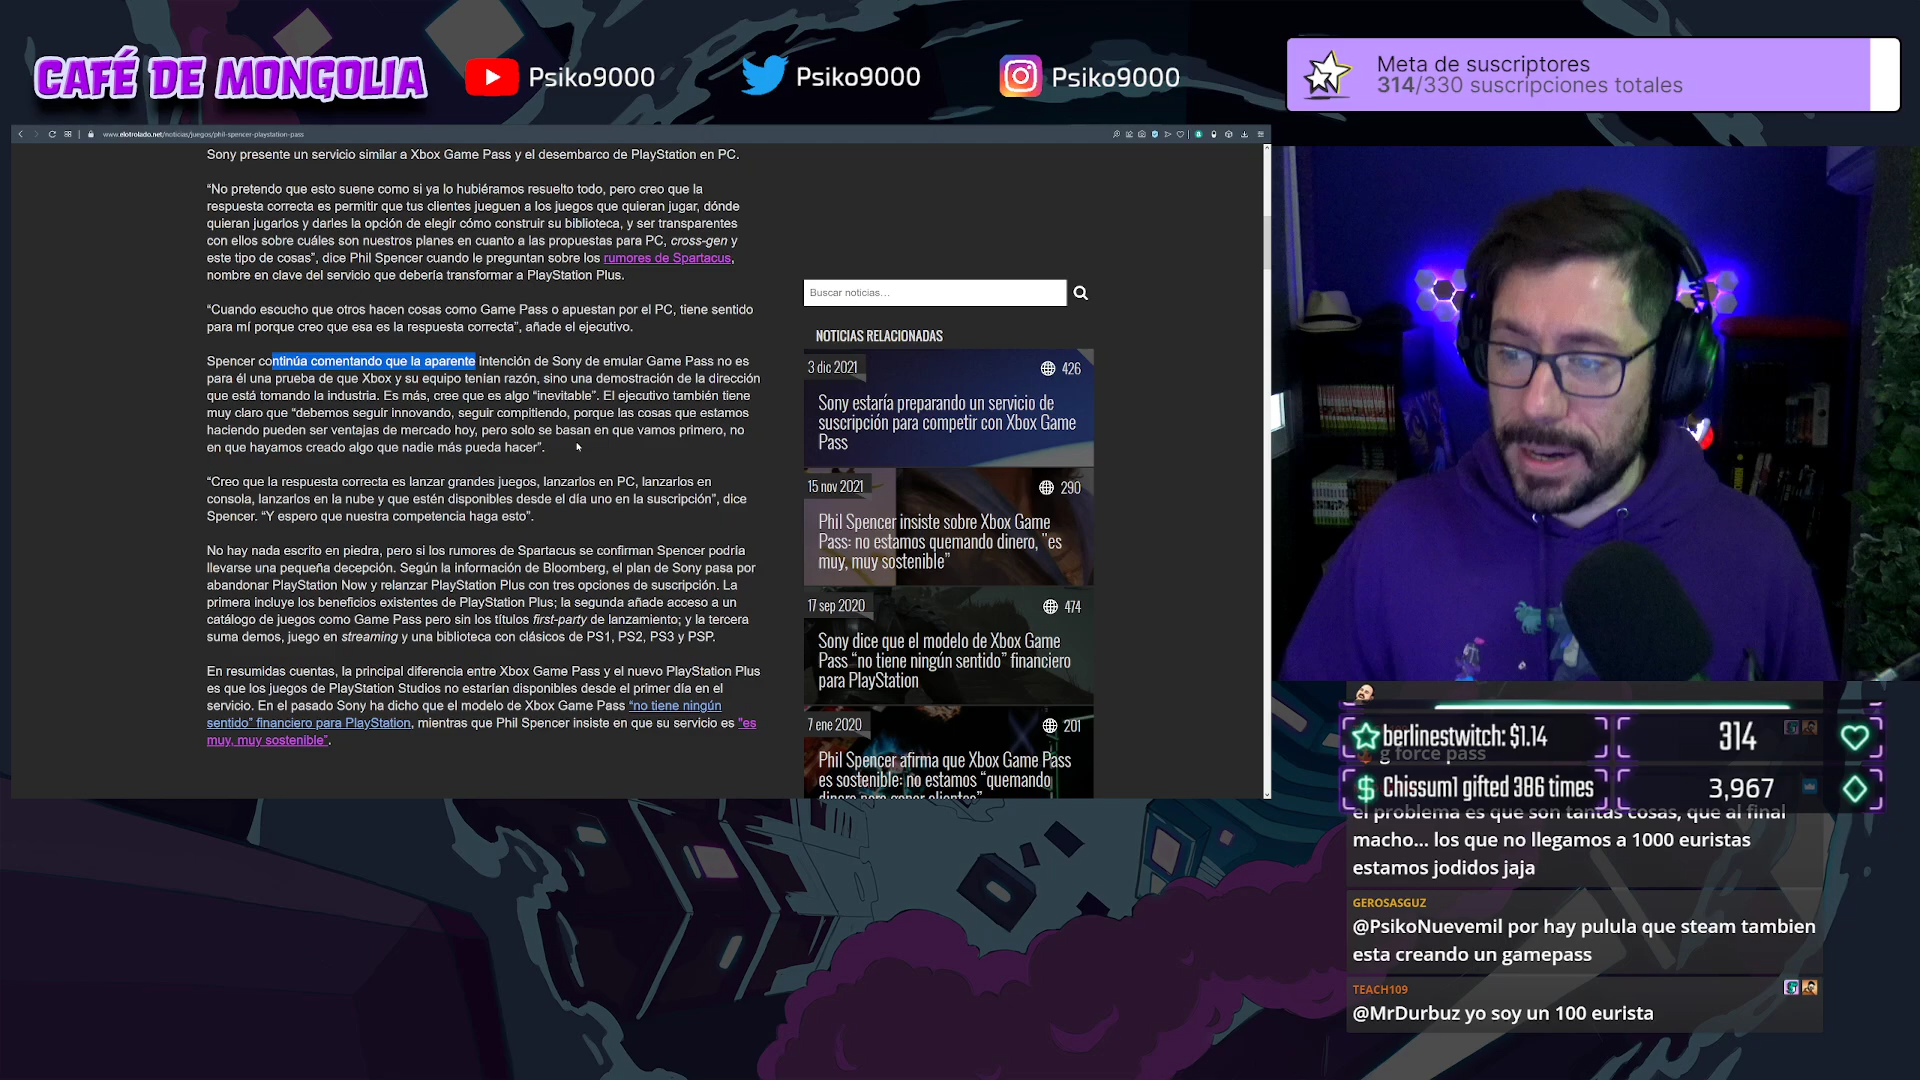 CAFÉ DE MONGOLIA
Psiko9000
Psiko9000
Psiko9000
Meta de suscriptores
314/330 suscripciones totales
www.elotrolado.net/noticias/juegos/phil-spencer-playstation-pass
Sony presente un servicio similar a Xbox Game Pass y el desembarco de PlayStation en PC.
“No pretendo que esto suene como si ya lo hubiéramos resuelto todo, pero creo que la
respuesta correcta es permitir que tus clientes jueguen a los juegos que quieran jugar, dónde
quieran jugarlos y darles la opción de elegir cómo construir su biblioteca, y ser transparentes
con ellos sobre cuáles son nuestros planes en cuanto a las propuestas para PC, cross-gen y
este tipo de cosas”, dice Phil Spencer cuando le preguntan sobre los rumores de Spartacus,
nombre en clave del servicio que debería transformar a PlayStation Plus.
“Cuando escucho que otros hacen cosas como Game Pass o apuestan por el PC, tiene sentido
para mí porque creo que esa es la respuesta correcta”, añade el ejecutivo.
Spencer continúa comentando que la aparente intención de Sony de emular Game Pass no es
para él una prueba de que Xbox y su equipo tenían razón, sino una demostración de la dirección
que está tomando la industria. Es más, cree que es algo “inevitable”. El ejecutivo también tiene
muy claro que “debemos seguir innovando, seguir compitiendo, porque las cosas que estamos
haciendo pueden ser ventajas de mercado hoy, pero solo se basan en que vamos primero, no
en que hayamos creado algo que nadie más pueda hacer”.
“Creo que la respuesta correcta es lanzar grandes juegos, lanzarlos en PC, lanzarlos en
consola, lanzarlos en la nube y que estén disponibles desde el día uno en la suscripción”, dice
Spencer. “Y espero que nuestra competencia haga esto”.
No hay nada escrito en piedra, pero si los rumores de Spartacus se confirman Spencer podría
llevarse una pequeña decepción. Según la información de Bloomberg, el plan de Sony pasa por
abandonar PlayStation Now y relanzar PlayStation Plus con tres opciones de suscripción. La
primera incluye los beneficios existentes de PlayStation Plus; la segunda añade acceso a un
catálogo de juegos como Game Pass pero sin los títulos first-party de lanzamiento; y la tercera
suma demos, juego en streaming y una biblioteca con clásicos de PS1, PS2, PS3 y PSP.
En resumidas cuentas, la principal diferencia entre Xbox Game Pass y el nuevo PlayStation Plus
es que los juegos de PlayStation Studios no estarían disponibles desde el primer día en el
servicio. En el pasado Sony ha dicho que el modelo de Xbox Game Pass “no tiene ningún
sentido” financiero para PlayStation, mientras que Phil Spencer insiste en que su servicio es "es
muy, muy sostenible”.
Buscar noticias...
NOTICIAS RELACIONADAS
3 dic 2021
426
Sony estaría preparando un servicio de
suscripción para competir con Xbox Game
Pass
15 nov 2021
290
Phil Spencer insiste sobre Xbox Game
Pass: no estamos quemando dinero, "es
muy, muy sostenible”
17 sep 2020
474
Sony dice que el modelo de Xbox Game
Pass “no tiene ningún sentido” financiero
para PlayStation
7 ene 2020
201
Phil Spencer afirma que Xbox Game Pass
es sostenible: no estamos “quemando
dinero para ganar clientes”
berlinestwitch: $1.14
314
g force pass
Chissum1 gifted 386 times
3,967
el problema es que son tantas cosas, que al final
macho... los que no llegamos a 1000 euristas
estamos jodidos jaja
GEROSASGUZ
@PsikoNuevemil por hay pulula que steam tambien
esta creando un gamepass
TEACH109
@MrDurbuz yo soy un 100 eurista